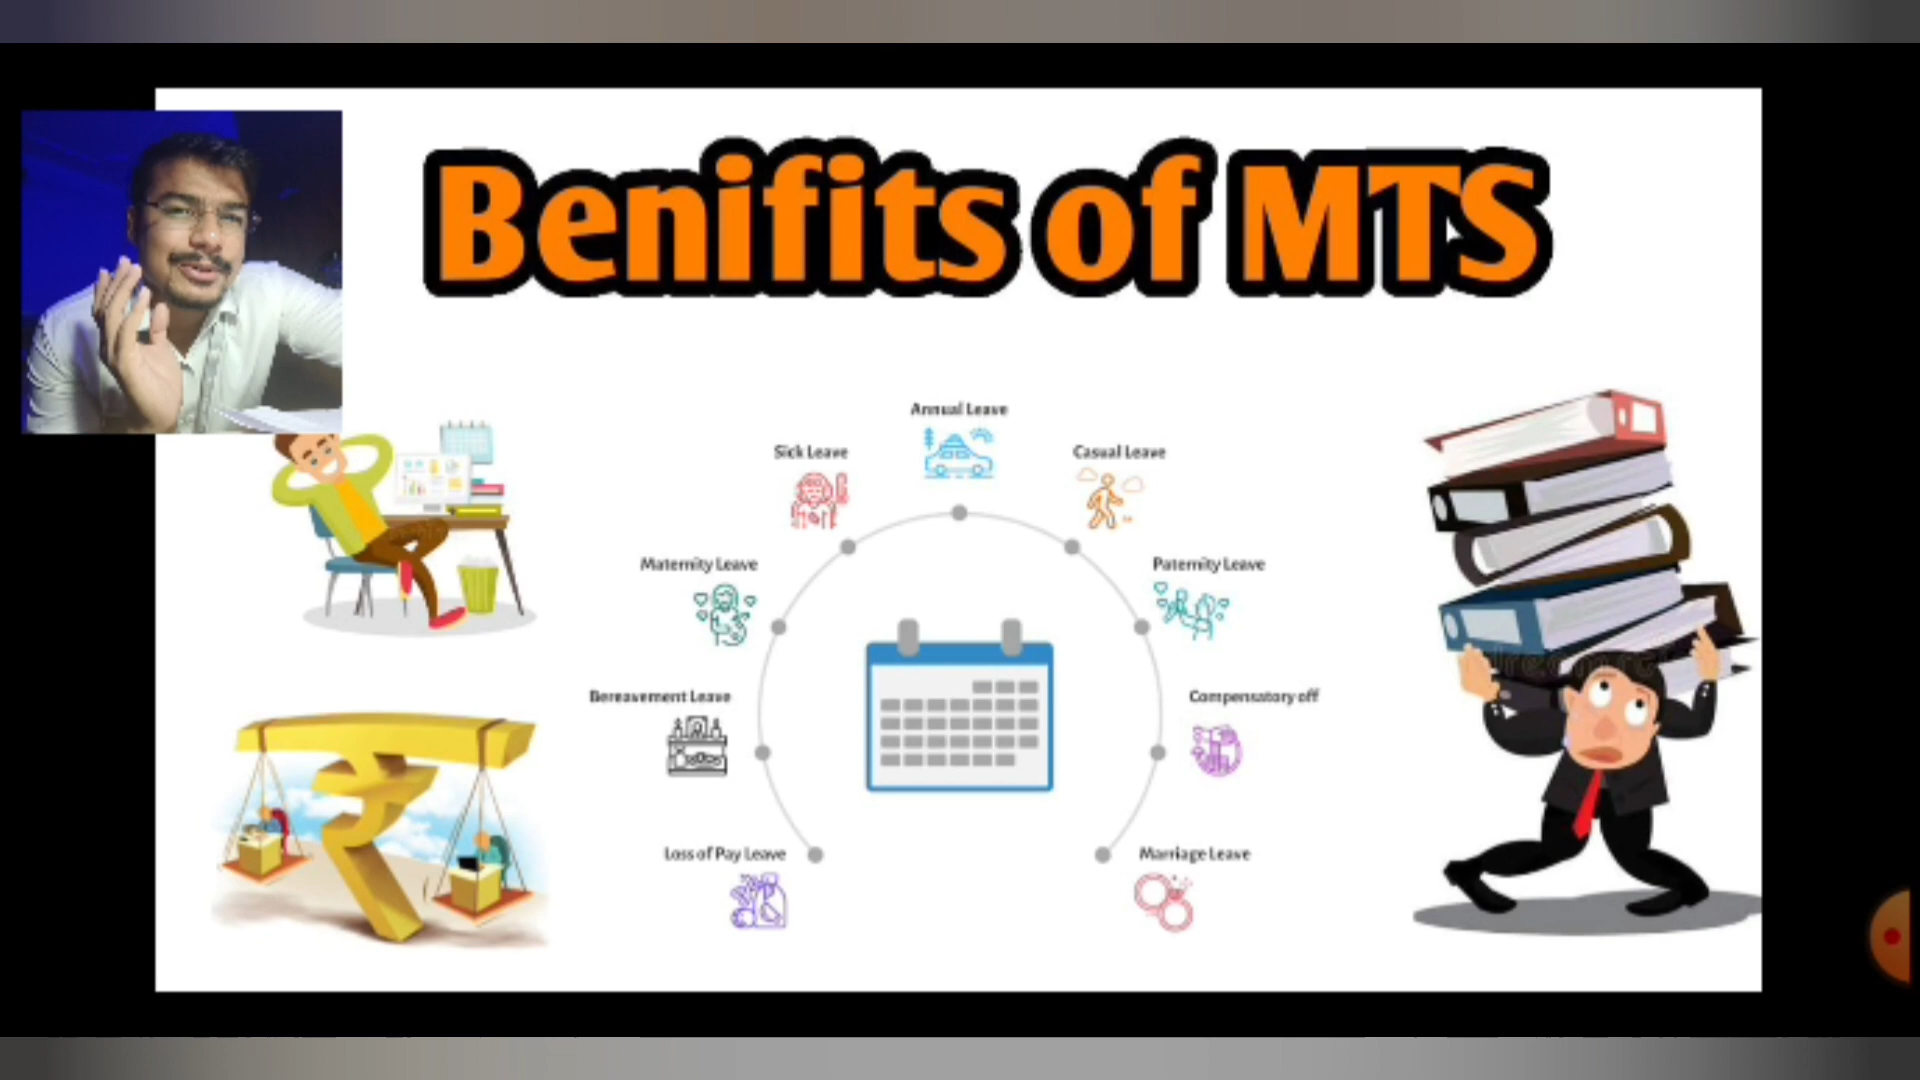 Benifits of MTS
Annual Leave
Sick Leave
Casual Leave
Maternity Leave
Paternity Leave
Bereavement Leave
Compensatory off
Loss of Pay Leave
Marriage Leave